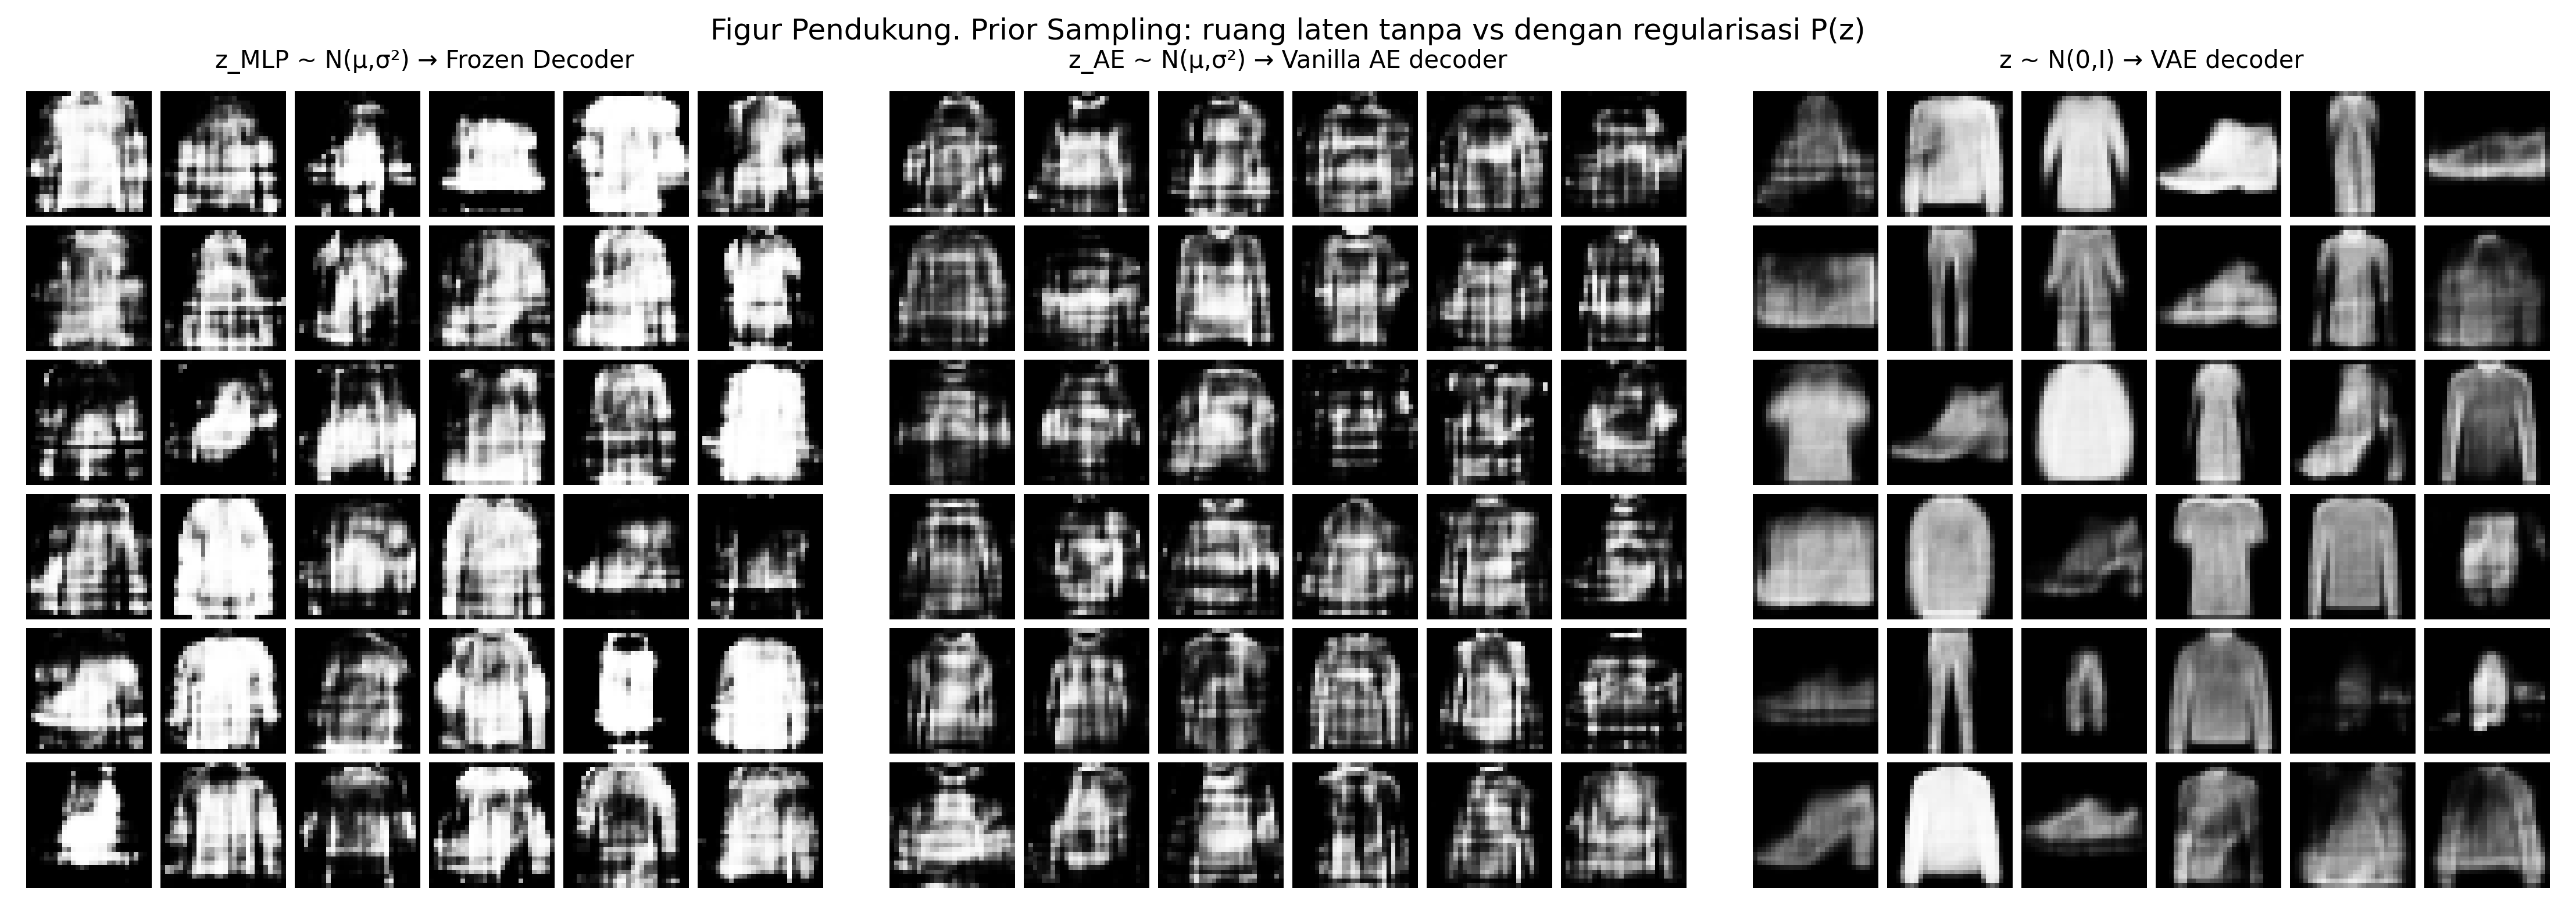 Figur Pendukung. Prior Sampling: ruang laten tanpa vs dengan regularisasi P(z)
z_MLP ~ N(μ,σ²) → Frozen Decoder
z_AE ~ N(μ,σ²) → Vanilla AE decoder
z ~ N(0,I) → VAE decoder